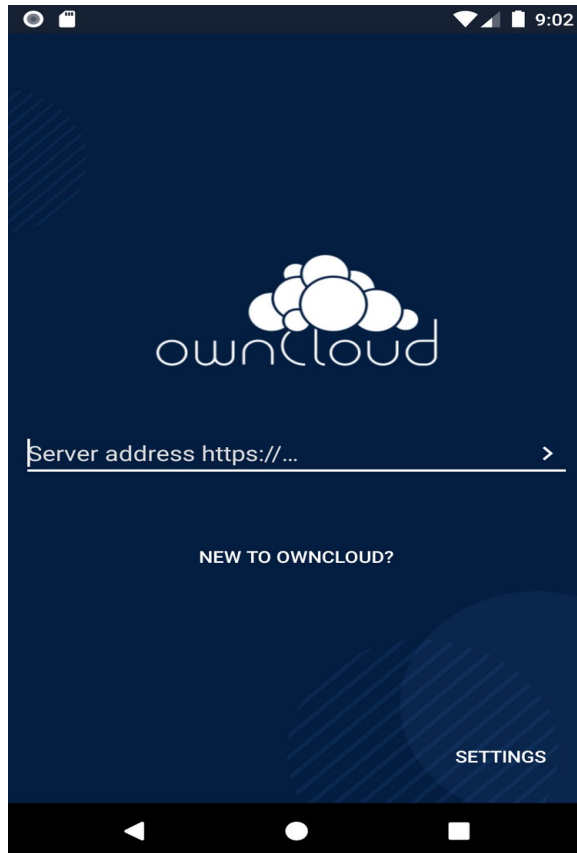 9:02
ownCloud
Server address https://...
NEW TO OWNCLOUD?
SETTINGS